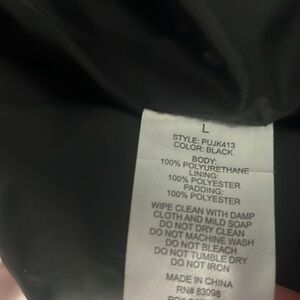 L
STYLE: PUJK413
COLOR: BLACK
BODY:
100% POLYURETHANE
LINING:
100% POLYESTER
PADDING:
100% POLYESTER
WIPE CLEAN WITH DAMP
CLOTH AND MILD SOAP
DO NOT DRY CLEAN
DO NOT MACHINE WASH
DO NOT BLEACH
DO NOT TUMBLE DRY
DO NOT IRON
MADE IN CHINA
RN# 83098